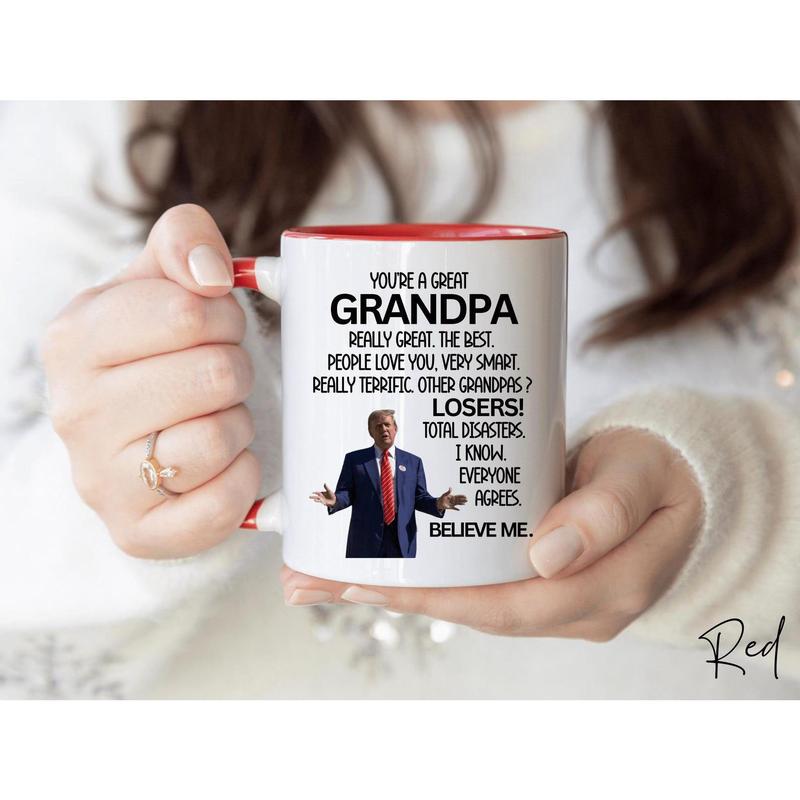 YOU'RE A GREAT
GRANDPA
REALLY GREAT. THE BEST.
PEOPLE LOVE YOU, VERY SMART.
REALLY TERRIFIC. OTHER GRANDPAS?
LOSERS!
TOTAL DISASTERS.
I KNOW.
EVERYONE
AGREES.
BELIEVE ME.
Red